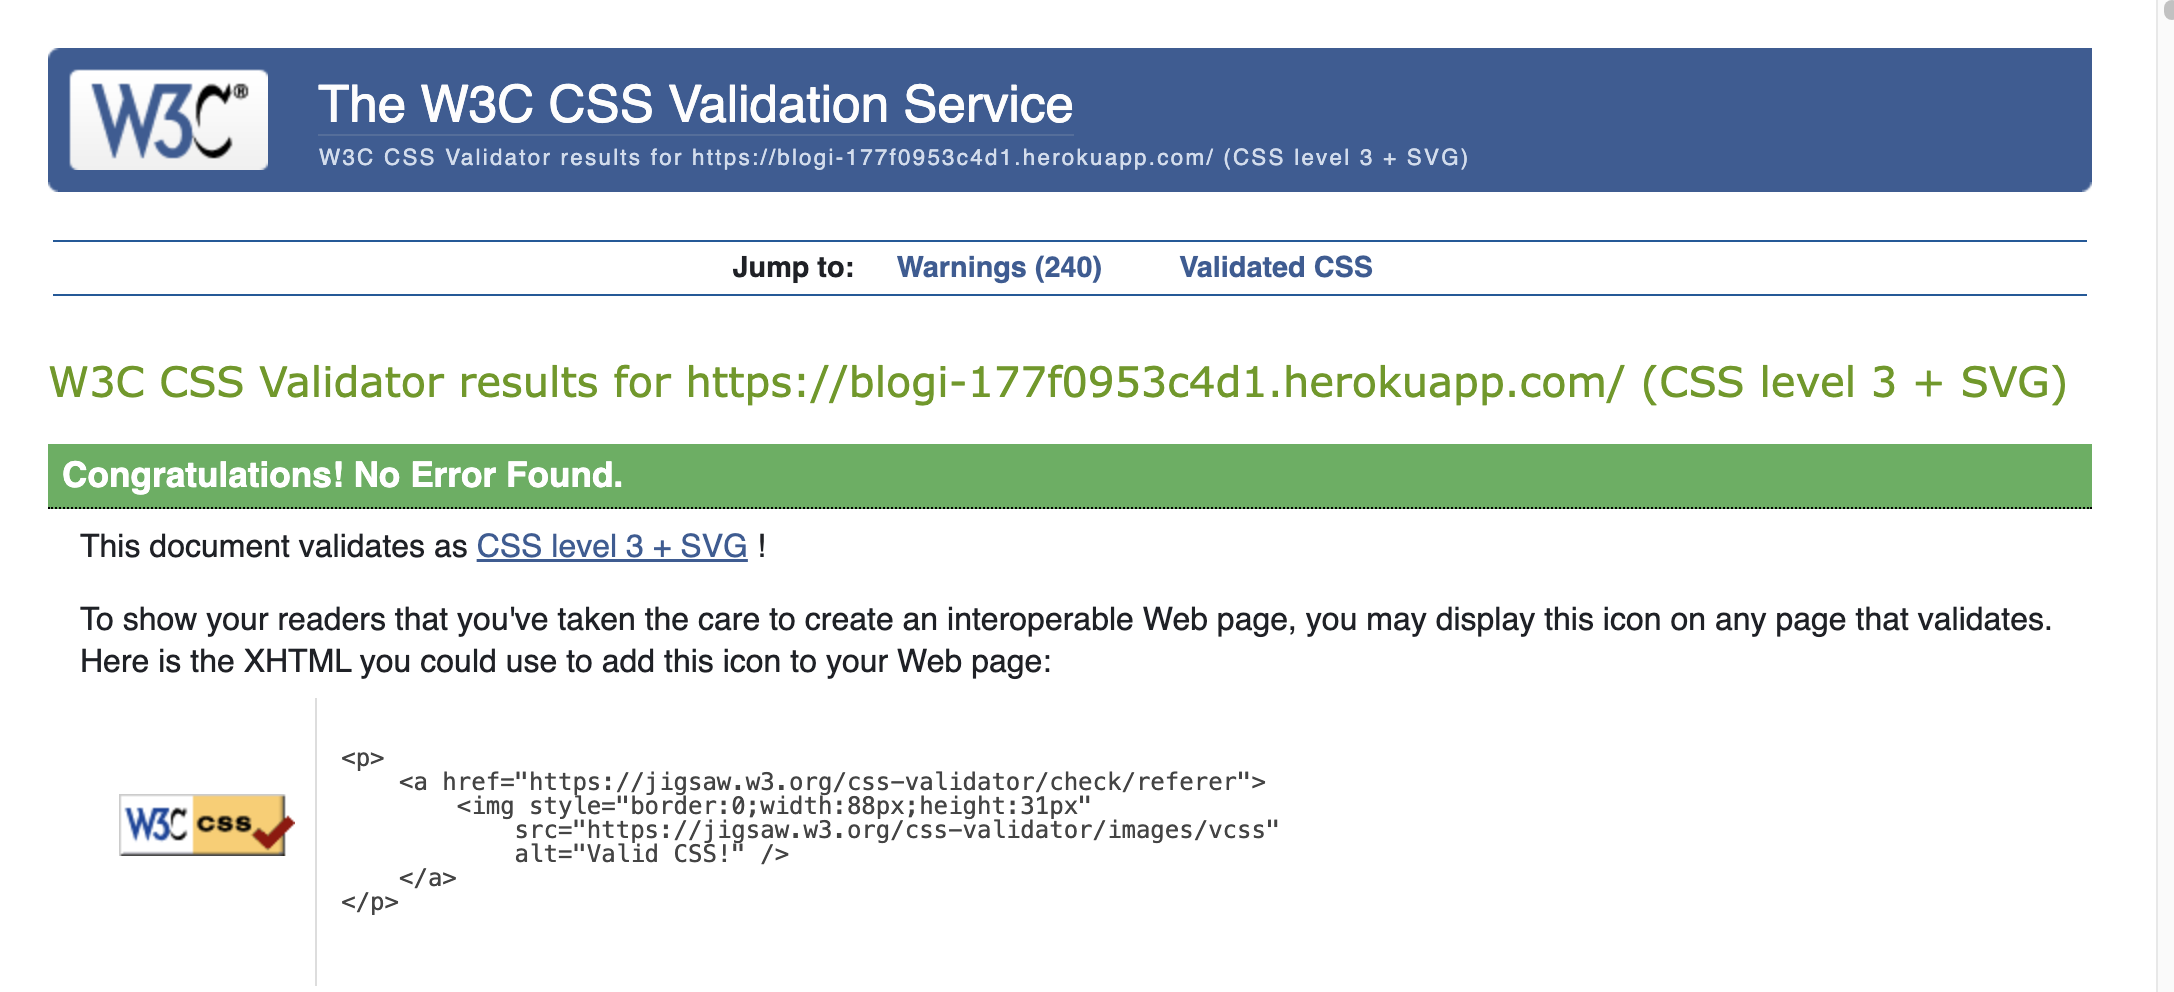 W3C®
The W3C CSS Validation Service
W3C CSS Validator results for https://blogi-177f0953c4d1.herokuapp.com/ (CSS level 3 + SVG)
Jump to: Warnings (240) Validated CSS
W3C CSS Validator results for https://blogi-177f0953c4d1.herokuapp.com/ (CSS level 3 + SVG)
Congratulations! No Error Found.
This document validates as CSS level 3 + SVG !
To show your readers that you've taken the care to create an interoperable Web page, you may display this icon on any page that validates.
Here is the XHTML you could use to add this icon to your Web page:
W3C css
<p>
    <a href="https://jigsaw.w3.org/css-validator/check/referer">
        <img style="border:0;width:88px;height:31px"
            src="https://jigsaw.w3.org/css-validator/images/vcss"
            alt="Valid CSS!" />
    </a>
</p>